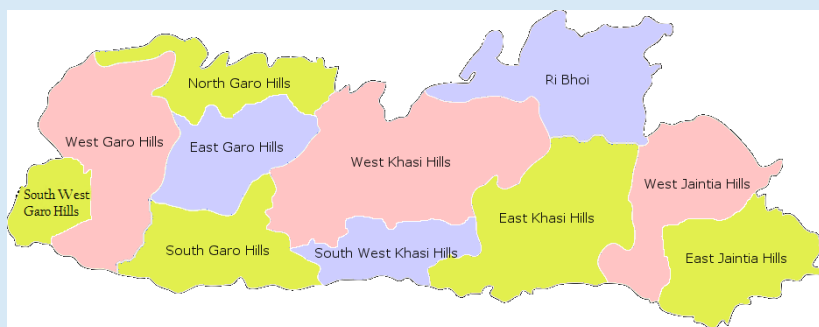 North Garo Hills
Ri Bhoi
West Garo Hills
East Garo Hills
West Khasi Hills
West Jaintia Hills
South West
Garo Hills
East Khasi Hills
South Garo Hills
South West Khasi Hills
East Jaintia Hills